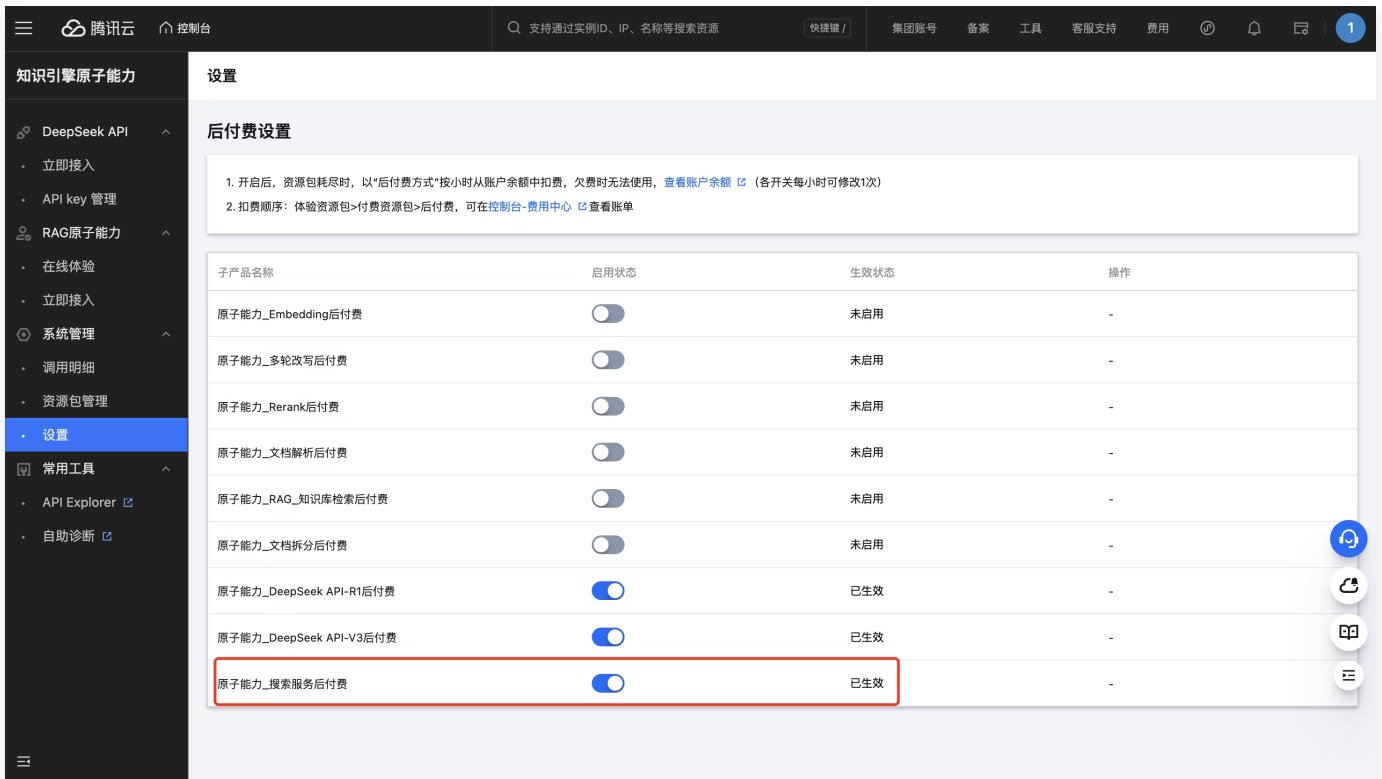 腾讯云
控制台
支持通过实例ID、IP、名称等搜索资源
快捷键 /
集团账号
备案
工具
客服支持
费用
1
知识引擎原子能力
DeepSeek API
立即接入
API key 管理
RAG原子能力
在线体验
立即接入
系统管理
调用明细
资源包管理
设置
常用工具
API Explorer
自助诊断
设置
后付费设置
1. 开启后，资源包耗尽时，以“后付费方式”按小时从账户余额中扣费，欠费时无法使用，查看账户余额 （各开关每小时可修改1次）
2. 扣费顺序：体验资源包>付费资源包>后付费，可在控制台-费用中心 查看账单
子产品名称 启用状态 生效状态 操作
原子能力_Embedding后付费 未启用 -
原子能力_多轮改写后付费 未启用 -
原子能力_Rerank后付费 未启用 -
原子能力_文档解析后付费 未启用 -
原子能力_RAG_知识库检索后付费 未启用 -
原子能力_文档拆分后付费 未启用 -
原子能力_DeepSeek API-R1后付费 已生效 -
原子能力_DeepSeek API-V3后付费 已生效 -
原子能力_搜索服务后付费 已生效 -